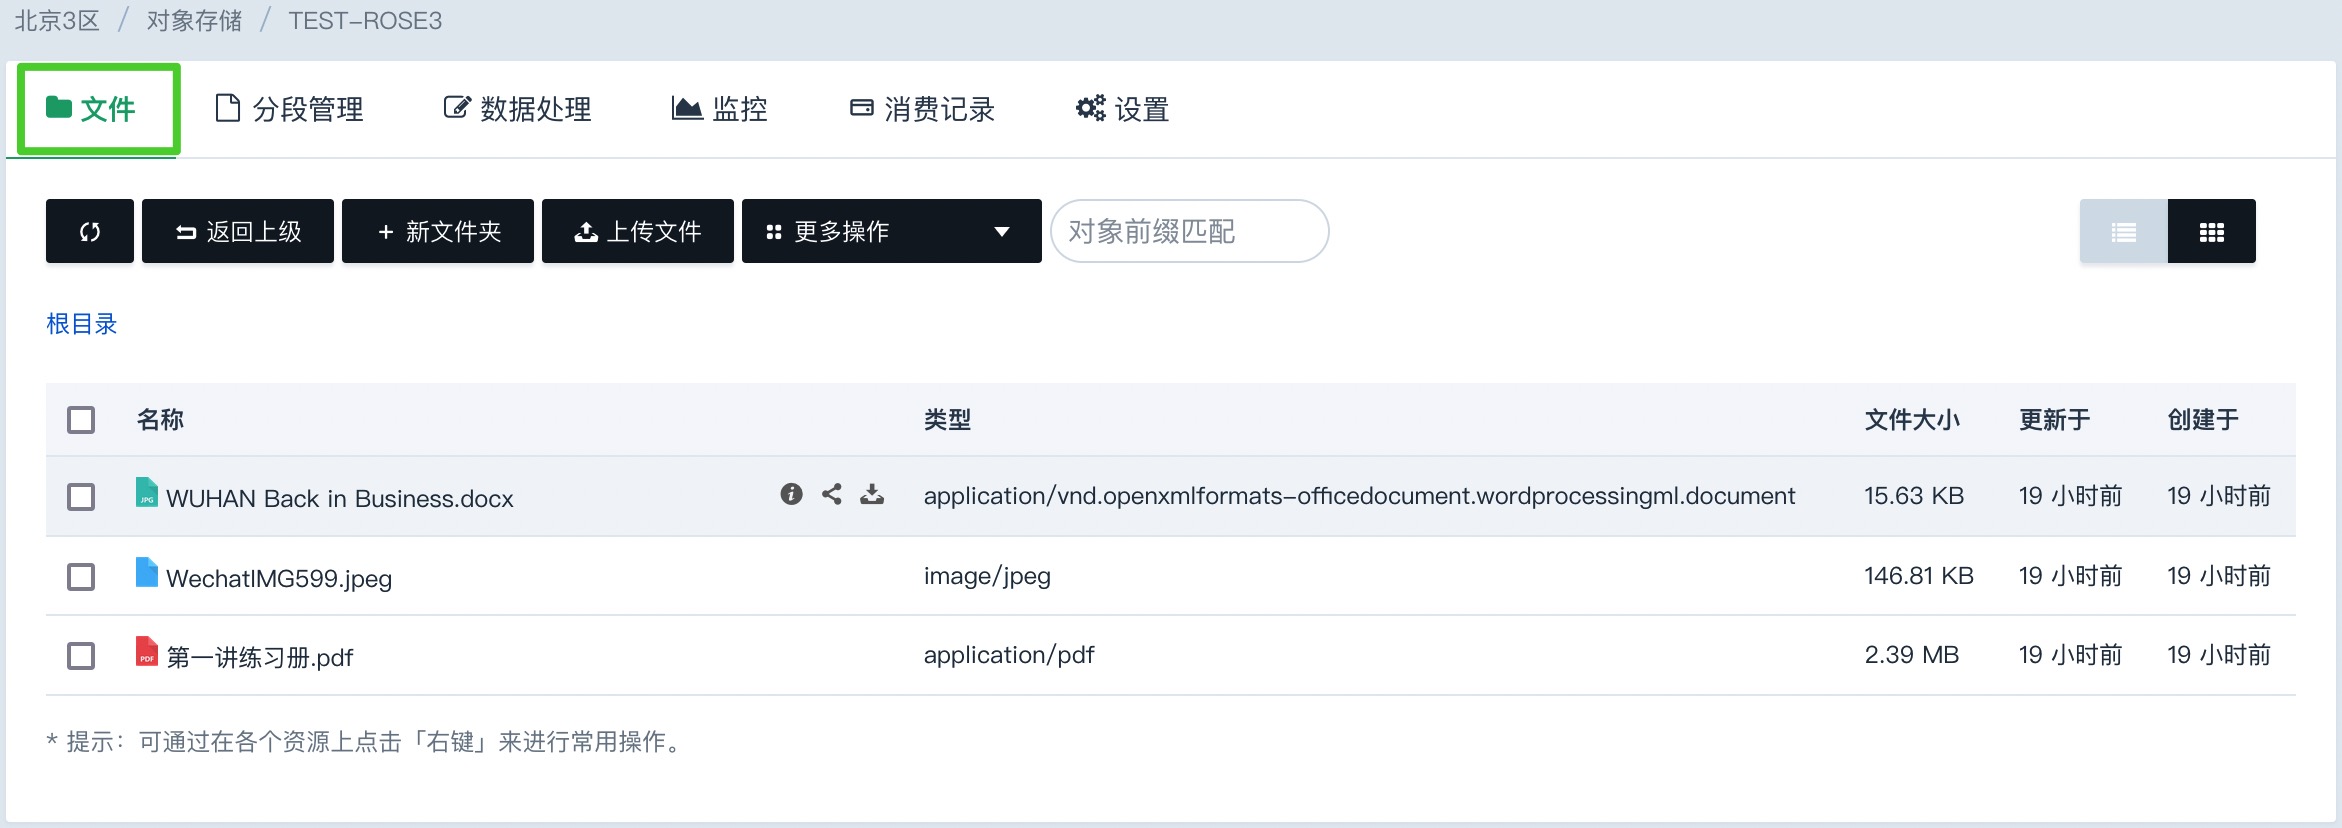 北京3区 / 对象存储 / TEST-ROSE3
文件 分段管理 数据处理 监控 消费记录 设置
返回上级 + 新文件夹 上传文件 更多操作 对象前缀匹配
根目录
名称 类型 文件大小 更新于 创建于
JPG WUHAN Back in Business.docx application/vnd.openxmlformats-officedocument.wordprocessingml.document 15.63 KB 19 小时前 19 小时前
WechatIMG599.jpeg image/jpeg 146.81 KB 19 小时前 19 小时前
PDF 第一讲练习册.pdf application/pdf 2.39 MB 19 小时前 19 小时前
* 提示：可通过在各个资源上点击「右键」来进行常用操作。